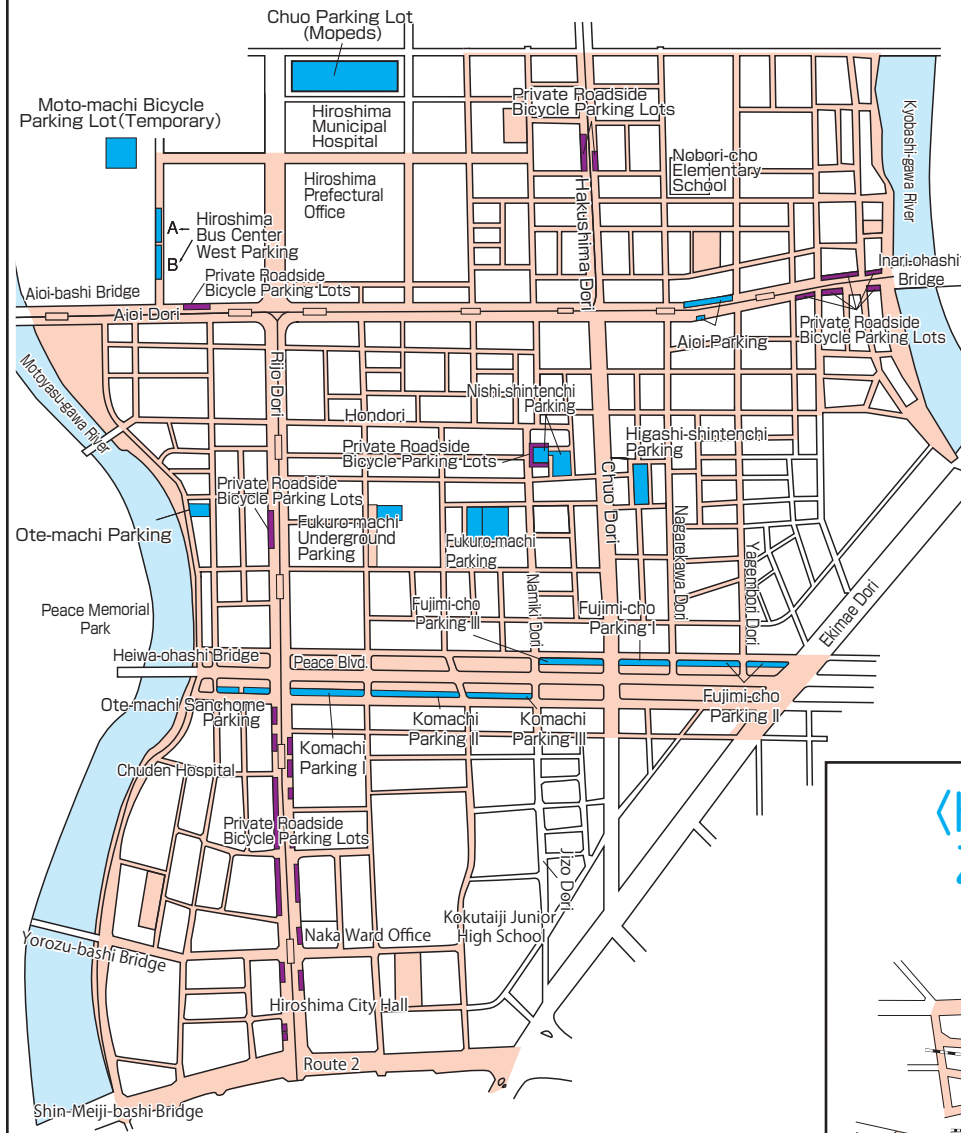 Chuo Parking Lot
(Mopeds)
Moto-machi Bicycle
Parking Lot(Temporary)
Hiroshima
Municipal
Hospital
Private Roadside
Bicycle Parking Lots
Nobori-cho
Elementary
School
Kyobashi-gawa River
Hiroshima
Prefectural
Office
Hakushima Dori
A
B
Hiroshima
Bus Center
West Parking
Private Roadside
Bicycle Parking Lots
Inari-ohashi
Bridge
Aioi-bashi Bridge
Aioi Dori
Private Roadside
Bicycle Parking Lots
Aioi-Parking
Motoyasu-gawa River
Rijo-Dori
Hondori
Nishi-shintenchi
Parking
Private Roadside
Bicycle Parking Lots
Higashi-shintenchi
Parking
Chuo Dori
Private Roadside
Bicycle Parking Lots
Ote-machi Parking
Fukuro-machi
Underground
Parking
Fukuro-machi
Parking
Nagarekawa Dori
Yagembori Dori
Namiki Dori
Ekimae Dori
Peace Memorial
Park
Fujimi-cho
Parking III
Fujimi-cho
Parking I
Heiwa-ohashi Bridge
Peace Blvd.
Fujimi-cho
Parking II
Ote-machi Sanchome
Parking
Komachi
Parking I
Komachi
Parking II
Komachi
Parking III
Chuden Hospital
Private Roadside
Bicycle Parking Lots
Jizo Dori
Kokutaiji Junior
High School
Naka Ward Office
Yorozu-bashi Bridge
Hiroshima City Hall
Route 2
Shin-Meiji-bashi Bridge